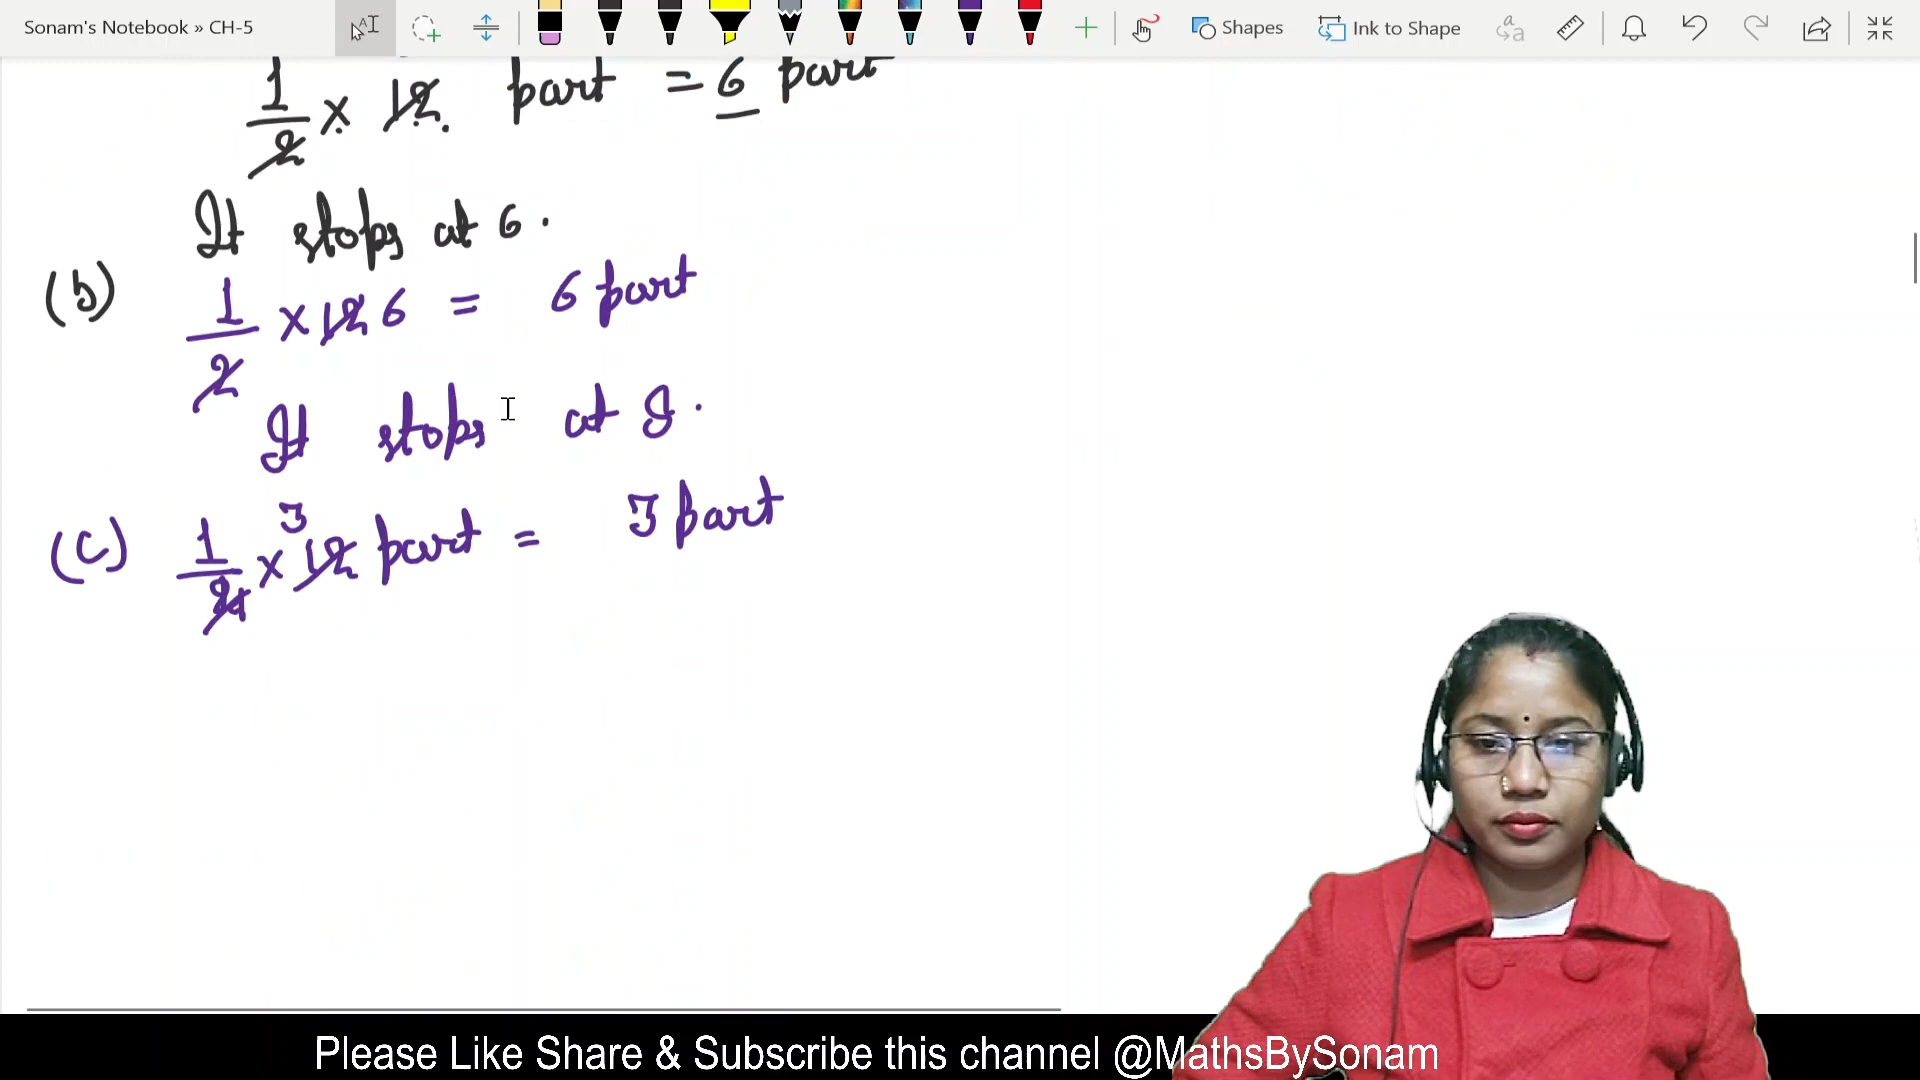 Sonam's Notebook » CH-5
Shapes Ink to Shape
1/2 × 12 part = 6 part
It stops at 6.
(b) 1/2 × 12 6 = 6 part
It stops at 8.
(c) 1/4 × 12 3 part = 3 part
Please Like Share & Subscribe this channel @MathsBySonam